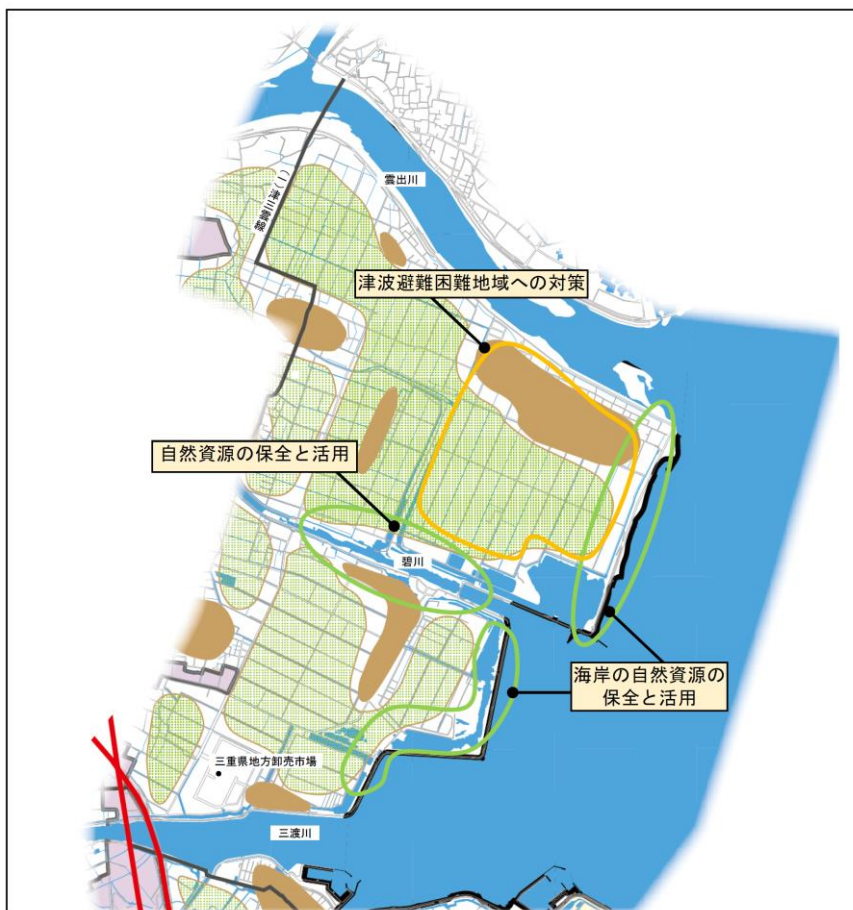 雲出川
（一）津三雲線
津波避難困難地域への対策
自然資源の保全と活用
碧川
海岸の自然資源の
保全と活用
三重県地方卸売市場
三渡川